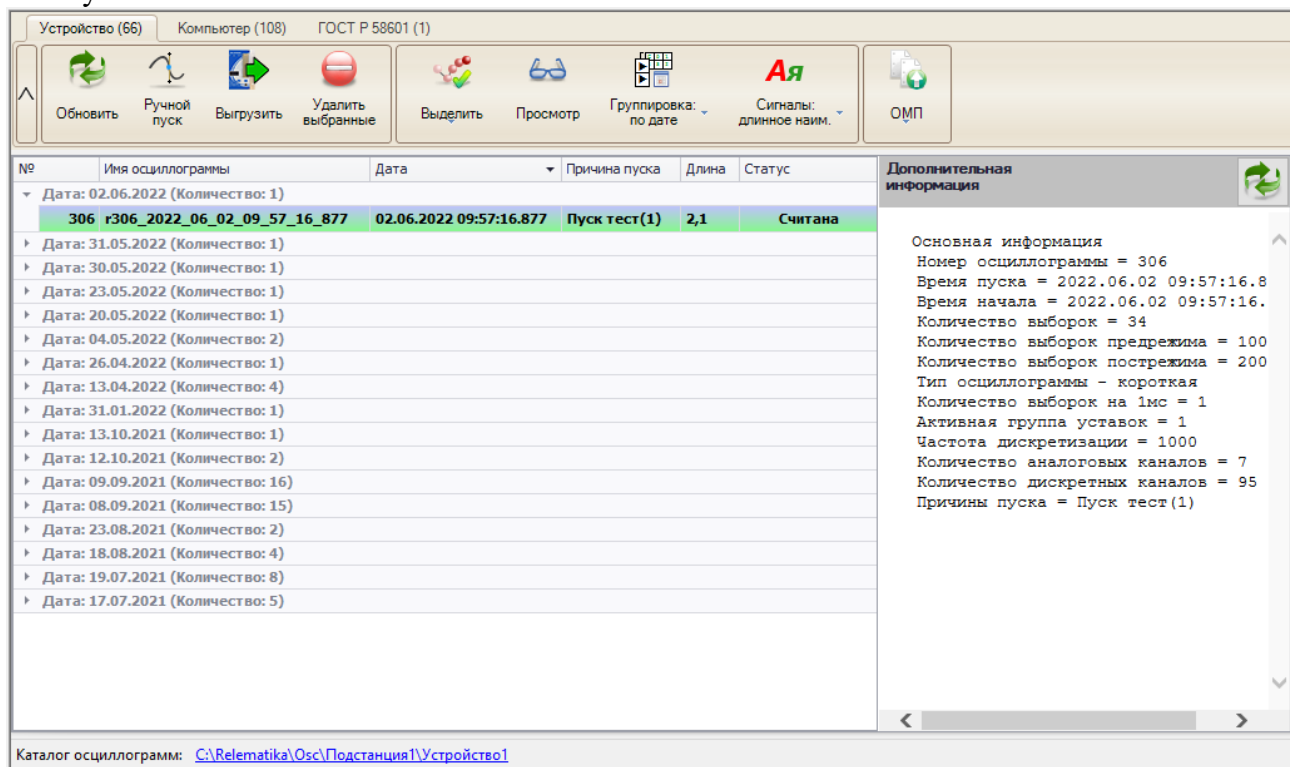 Устройство (66) Компьютер (108) ГОСТ Р 58601 (1)
Обновить Ручной пуск Выгрузить Удалить выбранные Выделить Просмотр Группировка: по дате Aя Сигналы: длинное наим. ОМП
№ Имя осциллограммы Дата Причина пуска Длина Статус
Дата: 02.06.2022 (Количество: 1)
306 r306_2022_06_02_09_57_16_877 02.06.2022 09:57:16.877 Пуск тест(1) 2,1 Считана
Дата: 31.05.2022 (Количество: 1)
Дата: 30.05.2022 (Количество: 1)
Дата: 23.05.2022 (Количество: 1)
Дата: 20.05.2022 (Количество: 1)
Дата: 04.05.2022 (Количество: 2)
Дата: 26.04.2022 (Количество: 1)
Дата: 13.04.2022 (Количество: 4)
Дата: 31.01.2022 (Количество: 1)
Дата: 13.10.2021 (Количество: 1)
Дата: 12.10.2021 (Количество: 2)
Дата: 09.09.2021 (Количество: 16)
Дата: 08.09.2021 (Количество: 15)
Дата: 23.08.2021 (Количество: 2)
Дата: 18.08.2021 (Количество: 4)
Дата: 19.07.2021 (Количество: 8)
Дата: 17.07.2021 (Количество: 5)
Дополнительная
информация
Основная информация
Номер осциллограммы = 306
Время пуска = 2022.06.02 09:57:16.8
Время начала = 2022.06.02 09:57:16.
Количество выборок = 34
Количество выборок предрежима = 100
Количество выборок пострежима = 200
Тип осциллограммы - короткая
Количество выборок на 1мс = 1
Активная группа уставок = 1
Частота дискретизации = 1000
Количество аналоговых каналов = 7
Количество дискретных каналов = 95
Причины пуска = Пуск тест(1)
Каталог осциллограмм: C:\Relematika\Osc\Подстанция1\Устройство1